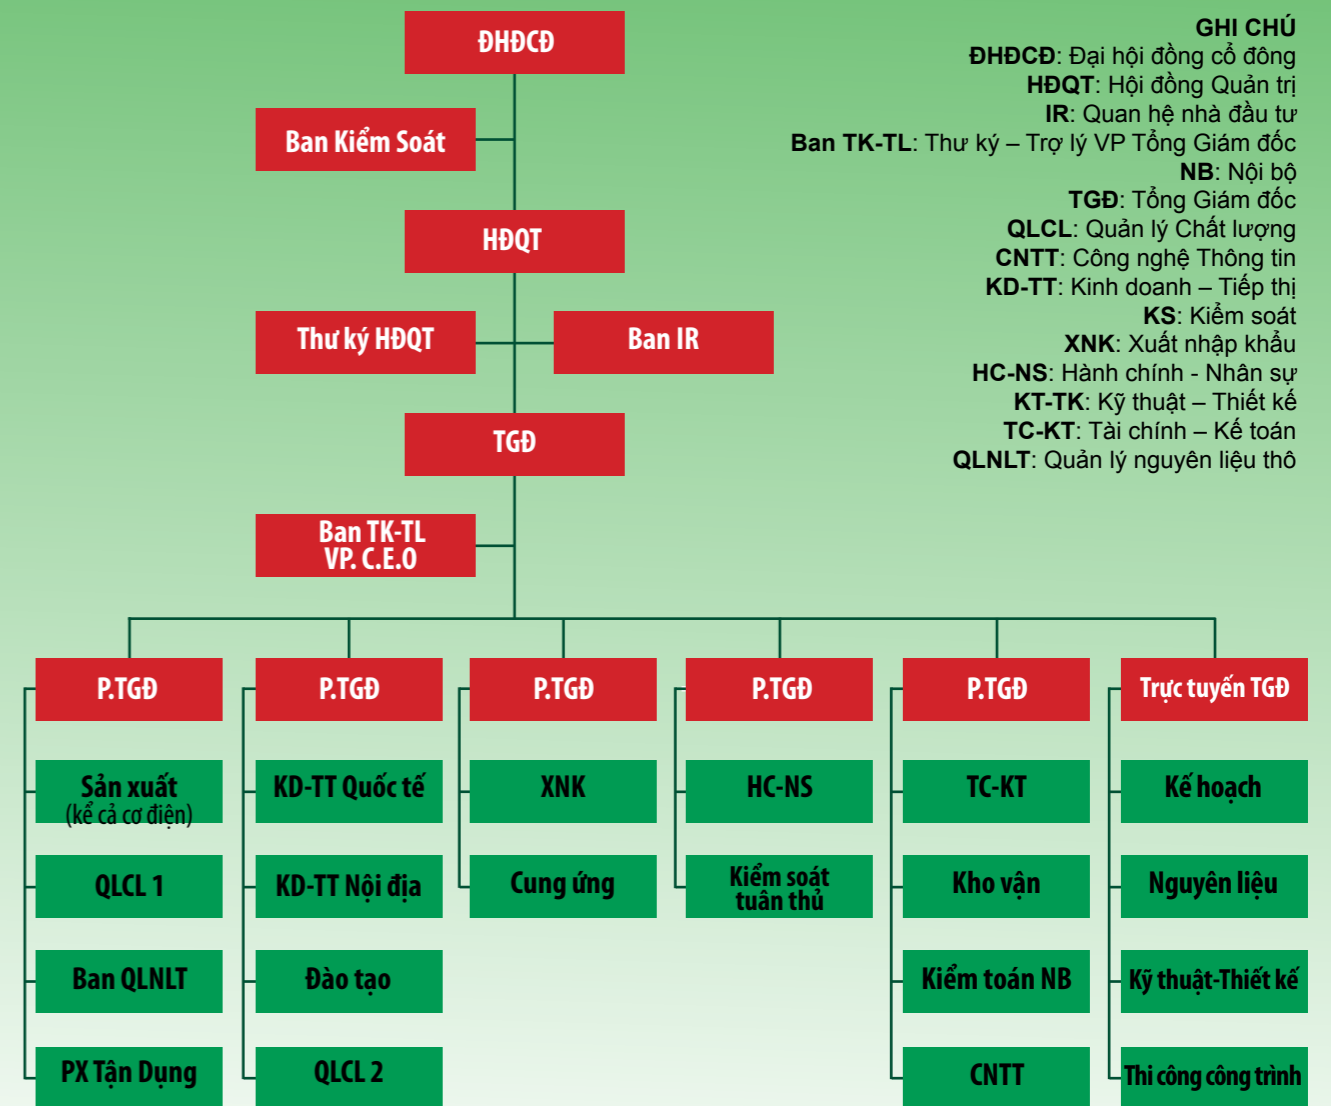 ĐHĐCĐ
Ban Kiểm Soát
HĐQT
Thư ký HĐQT
Ban IR
TGĐ
Ban TK-TL
VP. C.E.O
GHI CHÚ
ĐHĐCĐ: Đại hội đồng cổ đông
HĐQT: Hội đồng Quản trị
IR: Quan hệ nhà đầu tư
Ban TK-TL: Thư ký – Trợ lý VP Tổng Giám đốc
NB: Nội bộ
TGĐ: Tổng Giám đốc
QLCL: Quản lý Chất lượng
CNTT: Công nghệ Thông tin
KD-TT: Kinh doanh – Tiếp thị
KS: Kiểm soát
XNK: Xuất nhập khẩu
HC-NS: Hành chính - Nhân sự
KT-TK: Kỹ thuật – Thiết kế
TC-KT: Tài chính – Kế toán
QLNLT: Quản lý nguyên liệu thô
P.TGĐ
Sản xuất
(kể cả cơ điện)
QLCL 1
Ban QLNLT
PX Tận Dụng
P.TGĐ
KD-TT Quốc tế
KD-TT Nội địa
Đào tạo
QLCL 2
P.TGĐ
XNK
Cung ứng
P.TGĐ
HC-NS
Kiểm soát
tuân thủ
P.TGĐ
TC-KT
Kho vận
Kiểm toán NB
CNTT
Trực tuyến TGĐ
Kế hoạch
Nguyên liệu
Kỹ thuật-Thiết kế
Thi công công trình